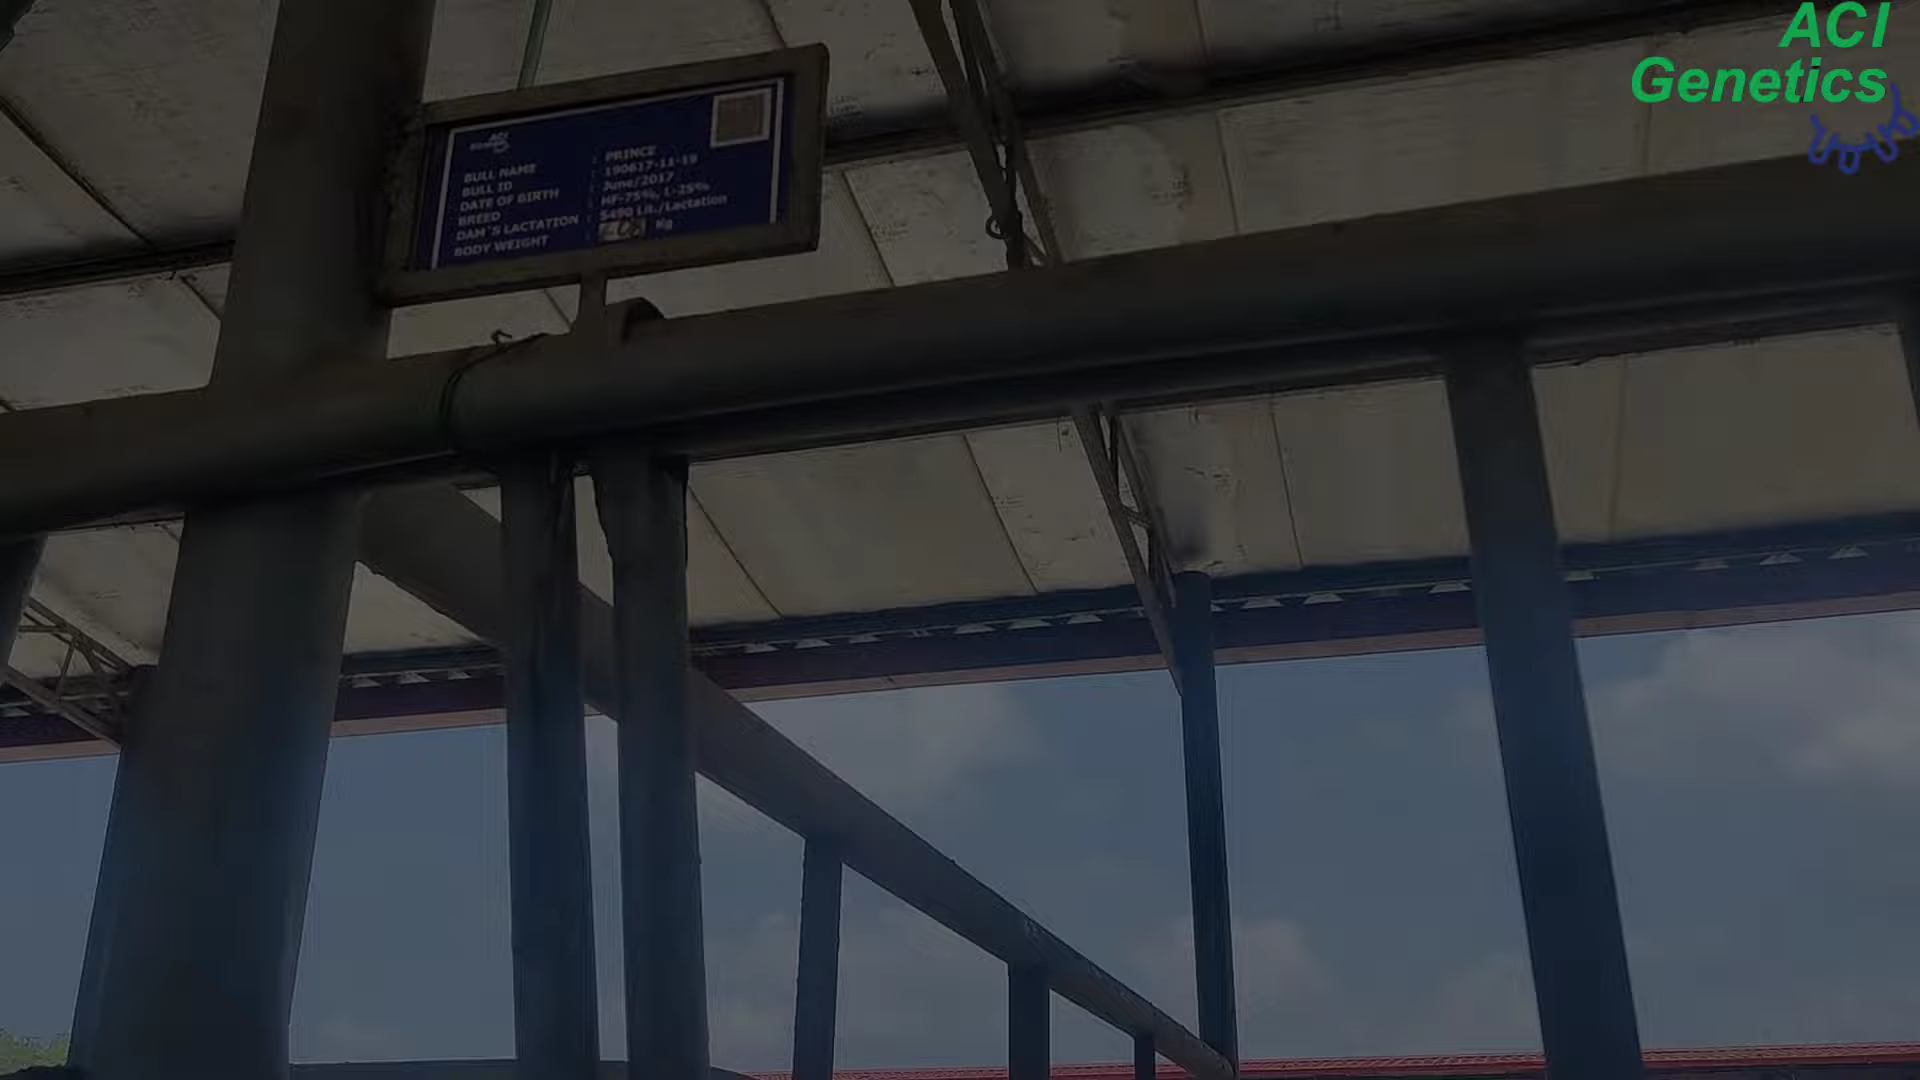 ACI
Genetics
ACI
BULL NAME : PRINCE
BULL ID : 190617-11-19
DATE OF BIRTH : June/2017
BREED : HF-75%, L-25%
DAM'S LACTATION : 5490 Lit./Lactation
BODY WEIGHT : Kg